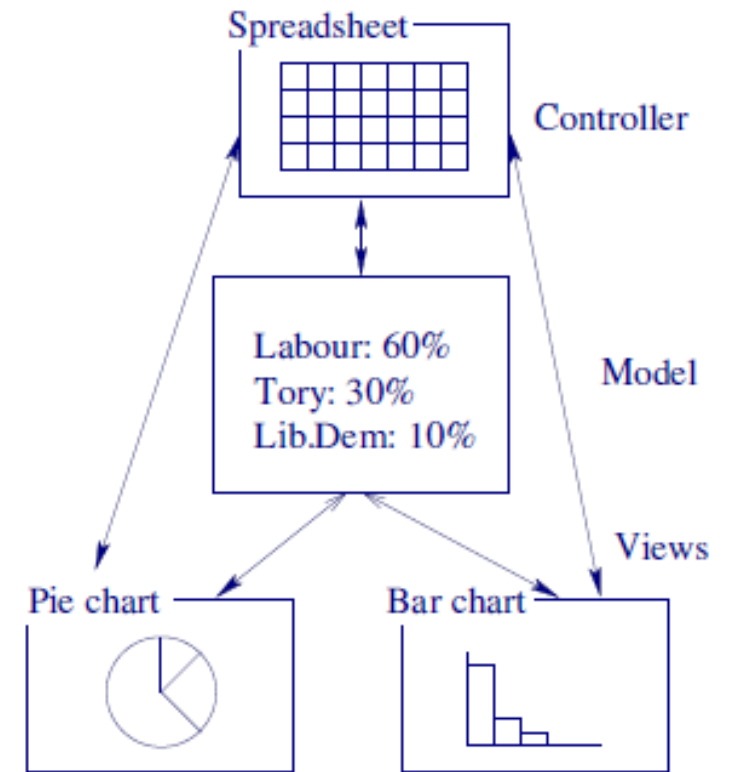 Spreadsheet
Controller
Labour: 60%
Tory: 30%
Lib.Dem: 10%
Model
Views
Pie chart
Bar chart